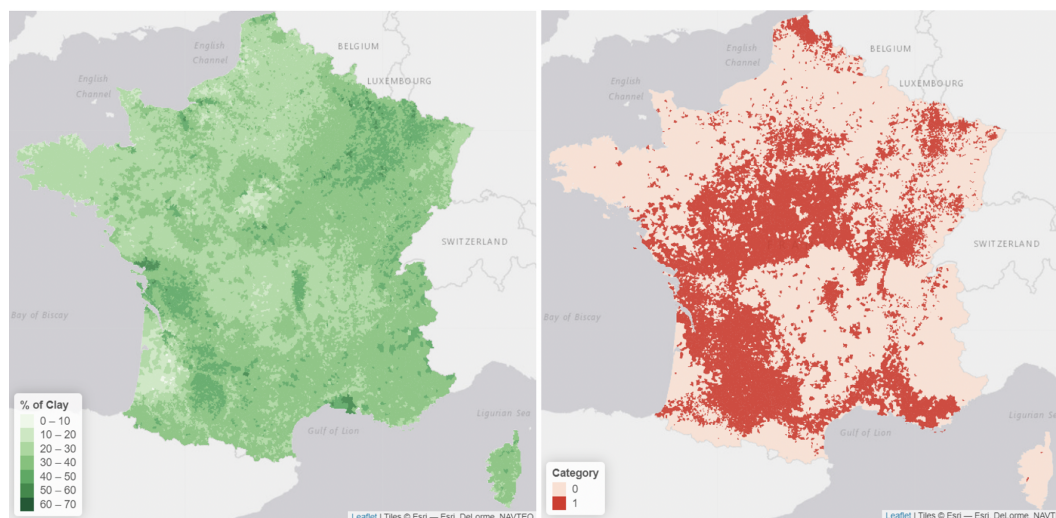 English
Channel
BELGIUM
English
Channel
LUXEMBOURG
SWITZERLAND
Bay of Biscay
Gulf of Lion
Ligurian Sea
% of Clay
0 – 10
10 – 20
20 – 30
30 – 40
40 – 50
50 – 60
60 – 70
Leaflet | Tiles © Esri — Esri, DeLorme, NAVTEQ
English
Channel
BELGIUM
English
Channel
LUXEMBOURG
SWITZERLAND
Bay of Biscay
Gulf of Lion
Ligurian Sea
Category
0
1
Leaflet | Tiles © Esri — Esri, DeLorme, NAVTE